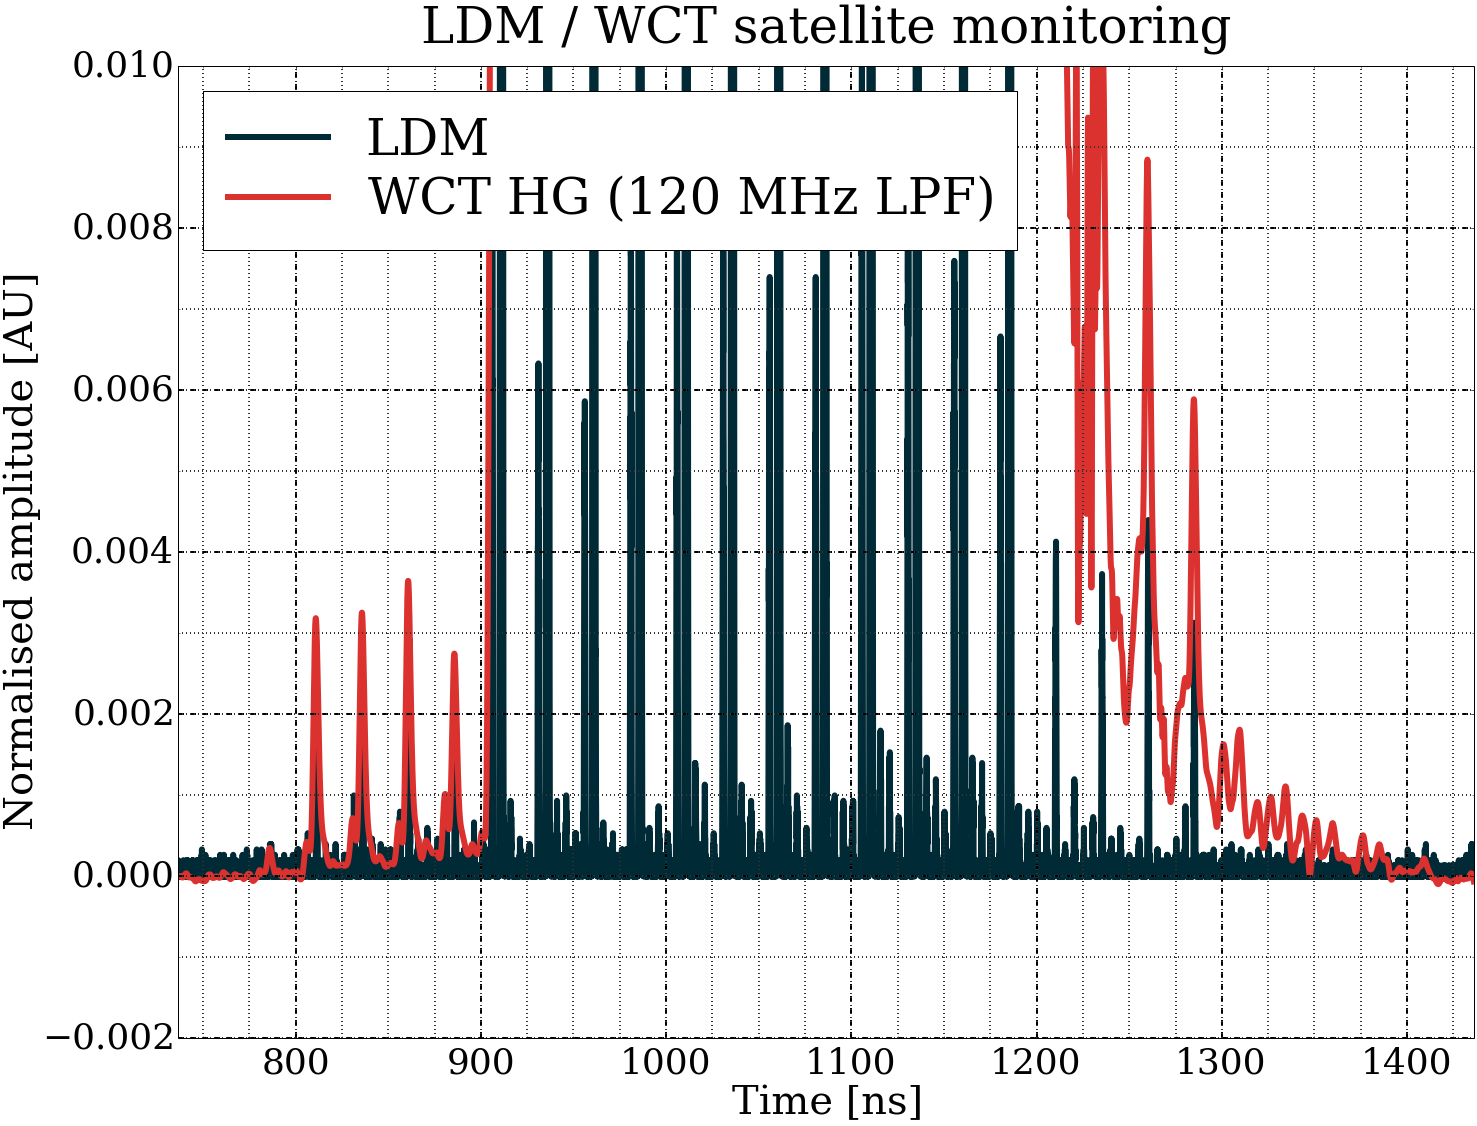 LDM / WCT satellite monitoring
LDM
WCT HG (120 MHz LPF)
Normalised amplitude [AU]
0.010
0.008
0.006
0.004
0.002
0.000
−0.002
800 900 1000 1100 1200 1300 1400
Time [ns]